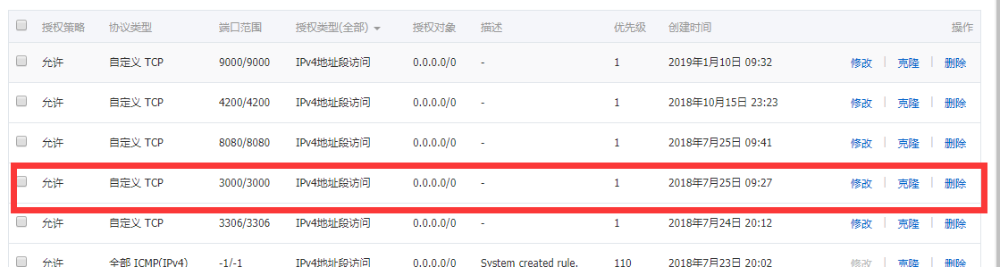 授权策略 协议类型 端口范围 授权类型(全部) 授权对象 描述 优先级 创建时间 操作
允许 自定义 TCP 9000/9000 IPv4地址段访问 0.0.0.0/0 - 1 2019年1月10日 09:32 修改 克隆 删除
允许 自定义 TCP 4200/4200 IPv4地址段访问 0.0.0.0/0 - 1 2018年10月15日 23:23 修改 克隆 删除
允许 自定义 TCP 8080/8080 IPv4地址段访问 0.0.0.0/0 - 1 2018年7月25日 09:41 修改 克隆 删除
允许 自定义 TCP 3000/3000 IPv4地址段访问 0.0.0.0/0 - 1 2018年7月25日 09:27 修改 克隆 删除
允许 自定义 TCP 3306/3306 IPv4地址段访问 0.0.0.0/0 - 1 2018年7月24日 20:12 修改 克隆 删除
允许 全部 ICMP(IPv4) -1/-1 IPv4地址段访问 0.0.0.0/0 System created rule. 110 2018年7月23日 20:02 修改 克隆 删除